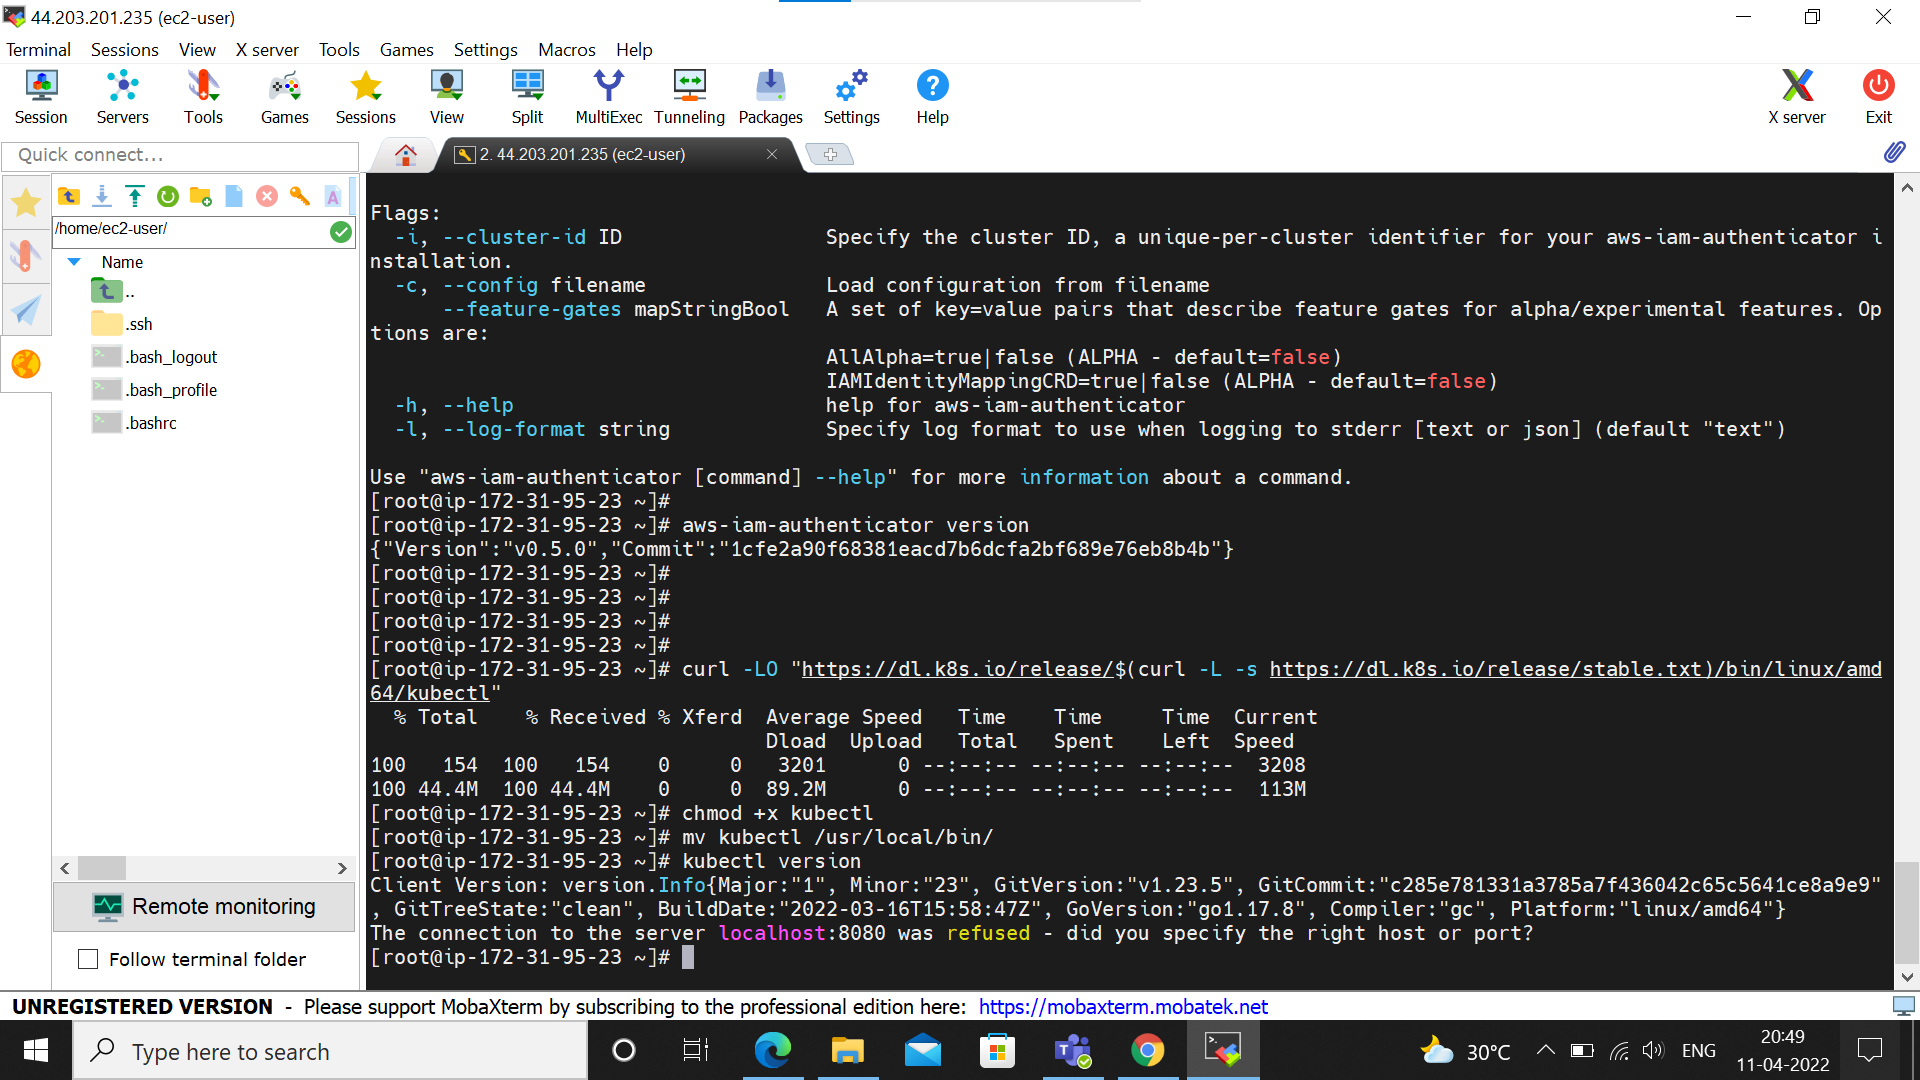 44.203.201.235 (ec2-user)
Terminal Sessions View X server Tools Games Settings Macros Help
Session Servers Tools Games Sessions View Split MultiExec Tunneling Packages Settings Help X server Exit
Quick connect...
2. 44.203.201.235 (ec2-user)
/home/ec2-user/
Name
..
.ssh
.bash_logout
.bash_profile
.bashrc
Remote monitoring
Follow terminal folder
Flags:
-i, --cluster-id ID Specify the cluster ID, a unique-per-cluster identifier for your aws-iam-authenticator i
nstallation.
-c, --config filename Load configuration from filename
--feature-gates mapStringBool A set of key=value pairs that describe feature gates for alpha/experimental features. Op
tions are:
AllAlpha=true|false (ALPHA - default=false)
IAMIdentityMappingCRD=true|false (ALPHA - default=false)
-h, --help help for aws-iam-authenticator
-l, --log-format string Specify log format to use when logging to stderr [text or json] (default "text")
Use "aws-iam-authenticator [command] --help" for more information about a command.
[root@ip-172-31-95-23 ~]#
[root@ip-172-31-95-23 ~]# aws-iam-authenticator version
{"Version":"v0.5.0","Commit":"1cfe2a90f68381eacd7b6dcfa2bf689e76eb8b4b"}
[root@ip-172-31-95-23 ~]#
[root@ip-172-31-95-23 ~]#
[root@ip-172-31-95-23 ~]#
[root@ip-172-31-95-23 ~]#
[root@ip-172-31-95-23 ~]# curl -LO "https://dl.k8s.io/release/$(curl -L -s https://dl.k8s.io/release/stable.txt)/bin/linux/amd
64/kubectl"
% Total % Received % Xferd Average Speed Time Time Time Current
Dload Upload Total Spent Left Speed
100 154 100 154 0 0 3201 0 --:--:-- --:--:-- --:--:-- 3208
100 44.4M 100 44.4M 0 0 89.2M 0 --:--:-- --:--:-- --:--:-- 113M
[root@ip-172-31-95-23 ~]# chmod +x kubectl
[root@ip-172-31-95-23 ~]# mv kubectl /usr/local/bin/
[root@ip-172-31-95-23 ~]# kubectl version
Client Version: version.Info{Major:"1", Minor:"23", GitVersion:"v1.23.5", GitCommit:"c285e781331a3785a7f436042c65c5641ce8a9e9"
, GitTreeState:"clean", BuildDate:"2022-03-16T15:58:47Z", GoVersion:"go1.17.8", Compiler:"gc", Platform:"linux/amd64"}
The connection to the server localhost:8080 was refused - did you specify the right host or port?
[root@ip-172-31-95-23 ~]#
UNREGISTERED VERSION - Please support MobaXterm by subscribing to the professional edition here: https://mobaxterm.mobatek.net
Type here to search
30°C
ENG
20:49
11-04-2022